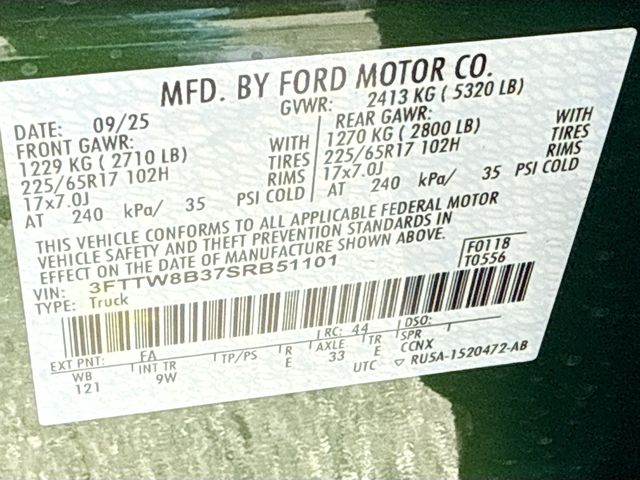 MFD. BY FORD MOTOR CO.
DATE: 09/25 GVWR: 2413 KG ( 5320 LB)
FRONT GAWR: REAR GAWR:
1229 KG ( 2710 LB) WITH 1270 KG ( 2800 LB) WITH
225/65R17 102H TIRES 225/65R17 102H TIRES
17x7.0J RIMS 17x7.0J RIMS
AT 240 kPa/ 35 PSI COLD AT 240 kPa/ 35 PSI COLD
THIS VEHICLE CONFORMS TO ALL APPLICABLE FEDERAL MOTOR
VEHICLE SAFETY AND THEFT PREVENTION STANDARDS IN
EFFECT ON THE DATE OF MANUFACTURE SHOWN ABOVE.
F0118
T0556
VIN: 3FTTW8B37SRB51101
TYPE: Truck
EXT PNT: EA RC: 44 DSO:
WB INT TR TP/PS R E AXLE T R E SPR
121 9W 33 CCNX
UTC ▽ RU5A-1520472-AB